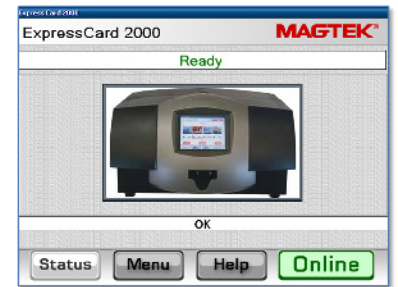 ExpressCard 2000
ExpressCard 2000 MAGTEK®
Ready
OK
Status Menu Help Online